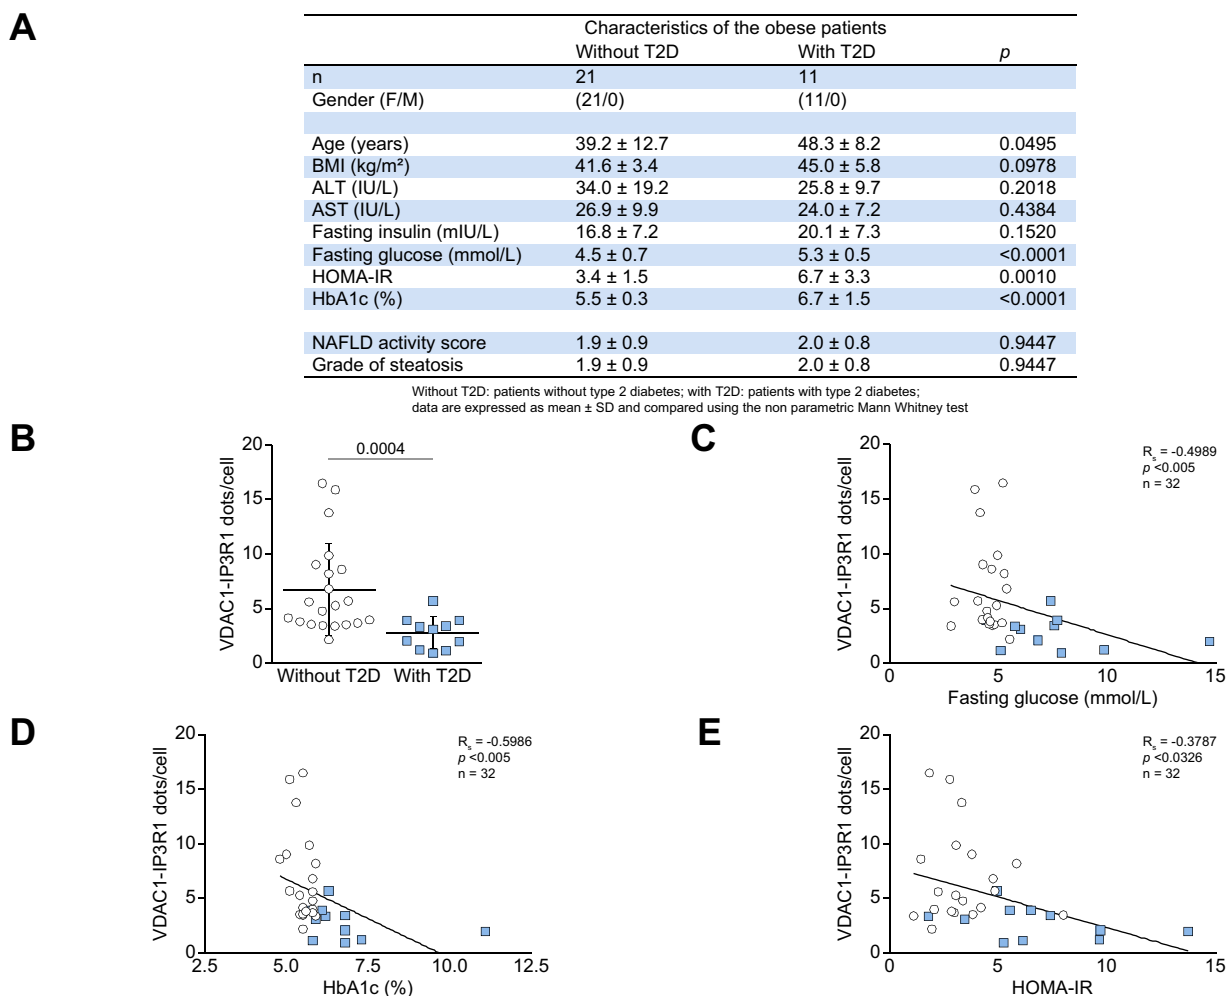 A
Characteristics of the obese patients
Without T2D With T2D p
n 21 11
Gender (F/M) (21/0) (11/0)
Age (years) 39.2 ± 12.7 48.3 ± 8.2 0.0495
BMI (kg/m²) 41.6 ± 3.4 45.0 ± 5.8 0.0978
ALT (IU/L) 34.0 ± 19.2 25.8 ± 9.7 0.2018
AST (IU/L) 26.9 ± 9.9 24.0 ± 7.2 0.4384
Fasting insulin (mIU/L) 16.8 ± 7.2 20.1 ± 7.3 0.1520
Fasting glucose (mmol/L) 4.5 ± 0.7 5.3 ± 0.5 <0.0001
HOMA-IR 3.4 ± 1.5 6.7 ± 3.3 0.0010
HbA1c (%) 5.5 ± 0.3 6.7 ± 1.5 <0.0001
NAFLD activity score 1.9 ± 0.9 2.0 ± 0.8 0.9447
Grade of steatosis 1.9 ± 0.9 2.0 ± 0.8 0.9447
Without T2D: patients without type 2 diabetes; with T2D: patients with type 2 diabetes;
data are expressed as mean ± SD and compared using the non parametric Mann Whitney test
B
VDAC1-IP3R1 dots/cell
20
15
10
5
0
0.0004
Without T2D With T2D
C
VDAC1-IP3R1 dots/cell
20
15
10
5
0
Rs = -0.4989
p <0.005
n = 32
0 5 10 15
Fasting glucose (mmol/L)
D
VDAC1-IP3R1 dots/cell
20
15
10
5
0
Rs = -0.5986
p <0.005
n = 32
2.5 5.0 7.5 10.0 12.5
HbA1c (%)
E
VDAC1-IP3R1 dots/cell
20
15
10
5
0
Rs = -0.3787
p <0.0326
n = 32
0 5 10 15
HOMA-IR